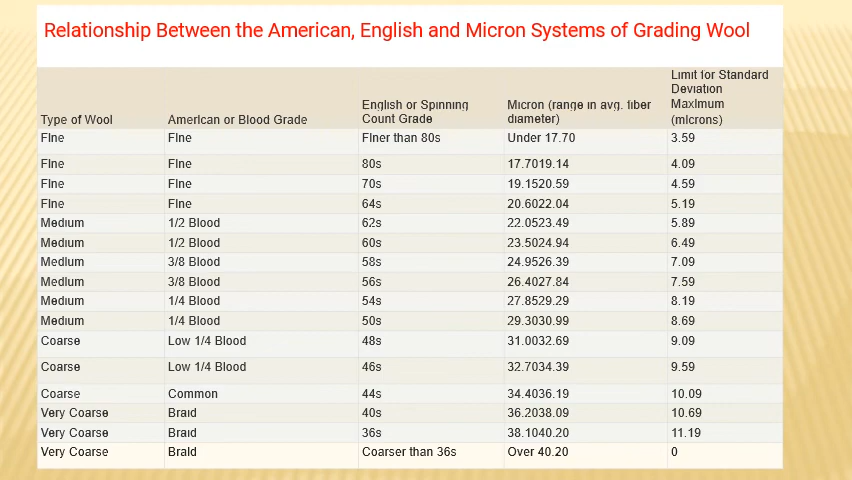 Relationship Between the American, English and Micron Systems of Grading Wool
Type of Wool American or Blood Grade English or Spinning Count Grade Micron (range in avg. fiber diameter) Limit for Standard Deviation Maximum (microns)
Fine Fine Finer than 80s Under 17.70 3.59
Fine Fine 80s 17.7019.14 4.09
Fine Fine 70s 19.1520.59 4.59
Fine Fine 64s 20.6022.04 5.19
Medium 1/2 Blood 62s 22.0523.49 5.89
Medium 1/2 Blood 60s 23.5024.94 6.49
Medium 3/8 Blood 58s 24.9526.39 7.09
Medium 3/8 Blood 56s 26.4027.84 7.59
Medium 1/4 Blood 54s 27.8529.29 8.19
Medium 1/4 Blood 50s 29.3030.99 8.69
Coarse Low 1/4 Blood 48s 31.0032.69 9.09
Coarse Low 1/4 Blood 46s 32.7034.39 9.59
Coarse Common 44s 34.4036.19 10.09
Very Coarse Braid 40s 36.2038.09 10.69
Very Coarse Braid 36s 38.1040.20 11.19
Very Coarse Braid Coarser than 36s Over 40.20 0